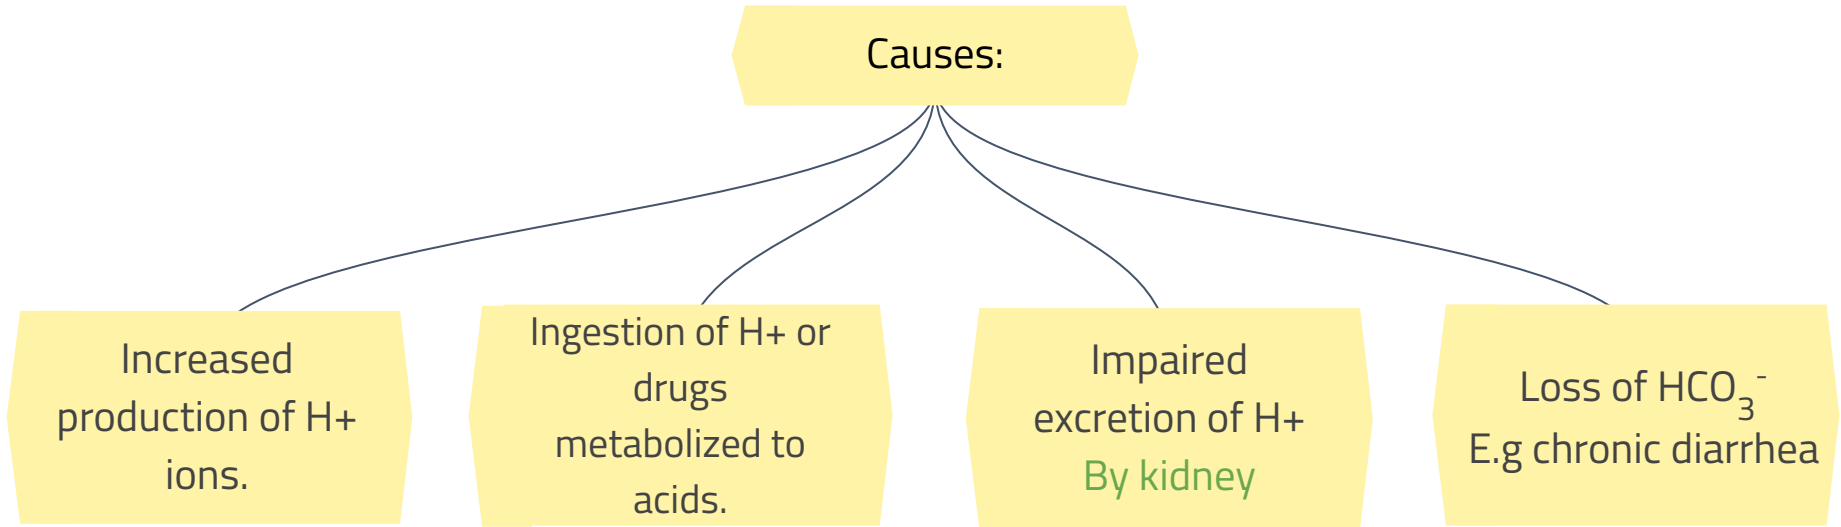 Causes:
Increased
production of H+
ions.
Ingestion of H+ or
drugs
metabolized to
acids.
Impaired
excretion of H+
By kidney
Loss of HCO₃⁻
E.g chronic diarrhea